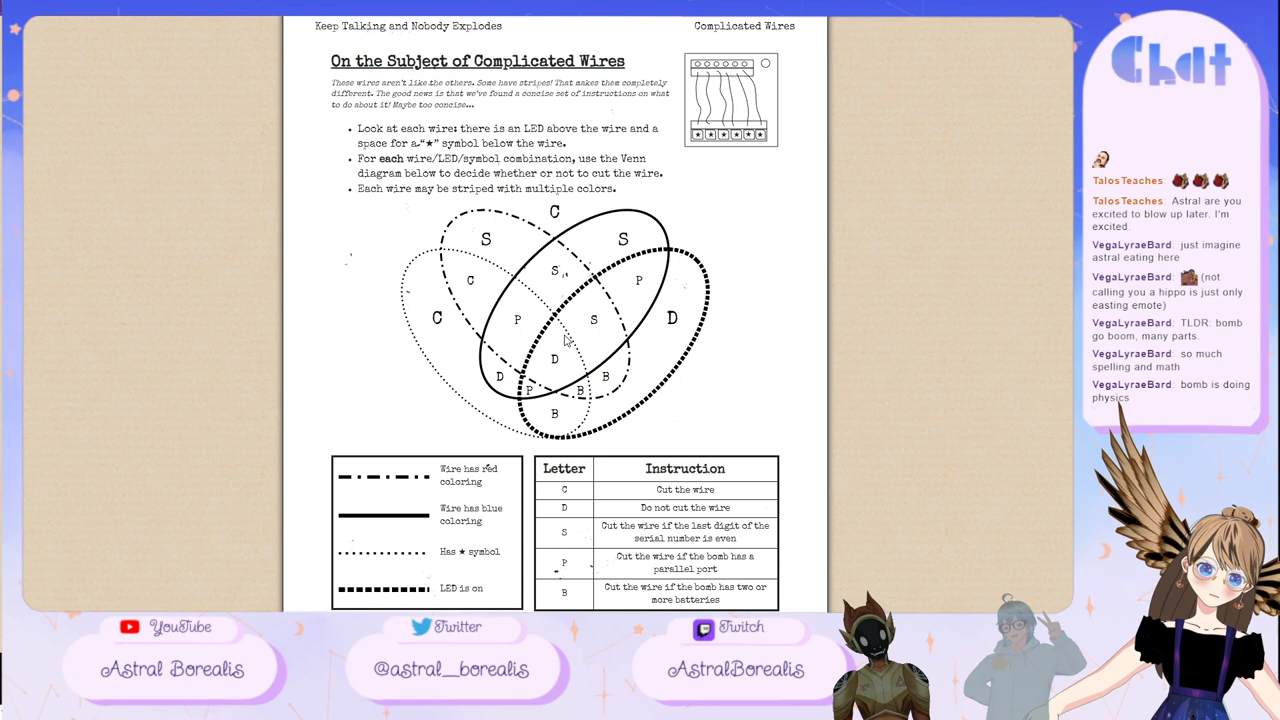 Keep Talking and Nobody Explodes
Complicated Wires
On the Subject of Complicated Wires
These wires aren't like the others. Some have stripes! That makes them completely
different. The good news is that we've found a concise set of instructions on what
to do about it! Maybe too concise...
• Look at each wire: there is an LED above the wire and a
space for a "★" symbol below the wire.
• For each wire/LED/symbol combination, use the Venn
diagram below to decide whether or not to cut the wire.
• Each wire may be striped with multiple colors.
C
S S
S
C P
C P S D
D
D P B B
B
Wire has red
coloring
Wire has blue
coloring
Has ★ symbol
LED is on
Letter Instruction
C Cut the wire
D Do not cut the wire
S Cut the wire if the last digit of the
serial number is even
P Cut the wire if the bomb has a
parallel port
B Cut the wire if the bomb has two or
more batteries
Chat
TalosTeaches:
TalosTeaches: Astral are you
excited to blow up later. I'm
excited.
VegaLyraeBard: just imagine
astral eating here
VegaLyraeBard: (not
calling you a hippo is just only
easting emote)
VegaLyraeBard: TLDR: bomb
go boom, many parts.
VegaLyraeBard: so much
spelling and math
VegaLyraeBard: bomb is doing
physics
YouTube
Astral Borealis
Twitter
@astral__borealis
Twitch
AstralBorealis